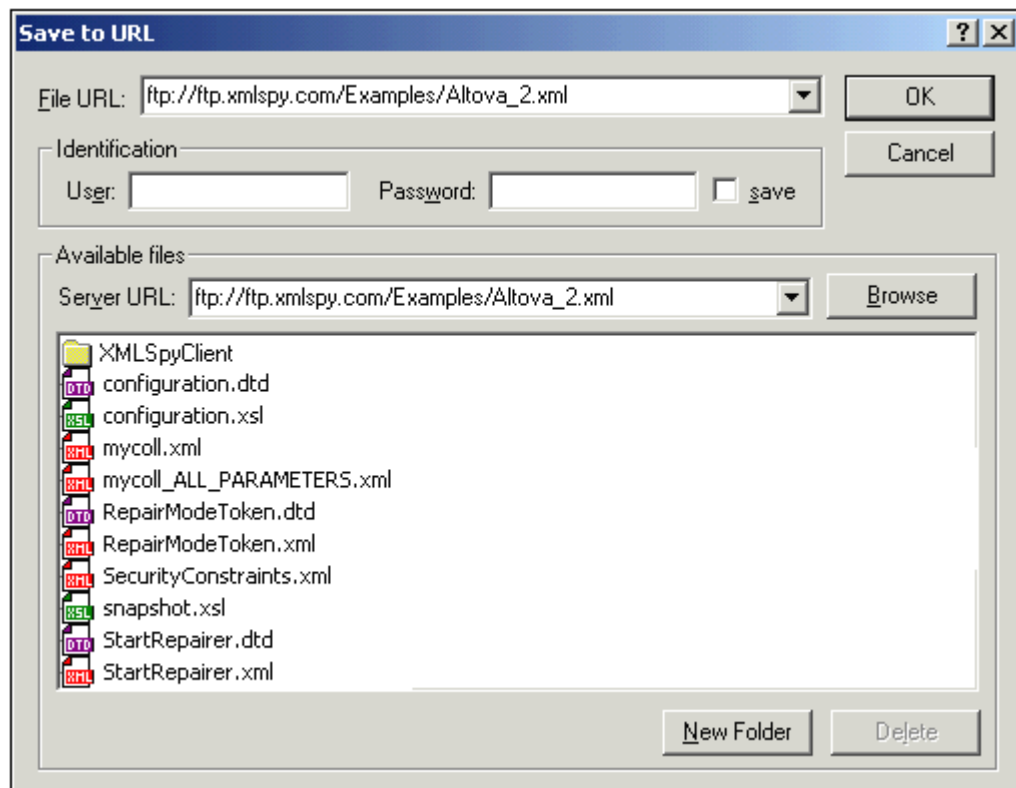 Save to URL
File URL: ftp://ftp.xmlspy.com/Examples/Altova_2.xml
OK
Cancel
Identification
User:
Password:
save
Available files
Server URL: ftp://ftp.xmlspy.com/Examples/Altova_2.xml
Browse
XMLSpyClient
DTD configuration.dtd
XSL configuration.xsl
XML mycoll.xml
XML mycoll_ALL_PARAMETERS.xml
DTD RepairModeToken.dtd
XML RepairModeToken.xml
XML SecurityConstraints.xml
XSL snapshot.xsl
DTD StartRepairer.dtd
XML StartRepairer.xml
New Folder
Delete